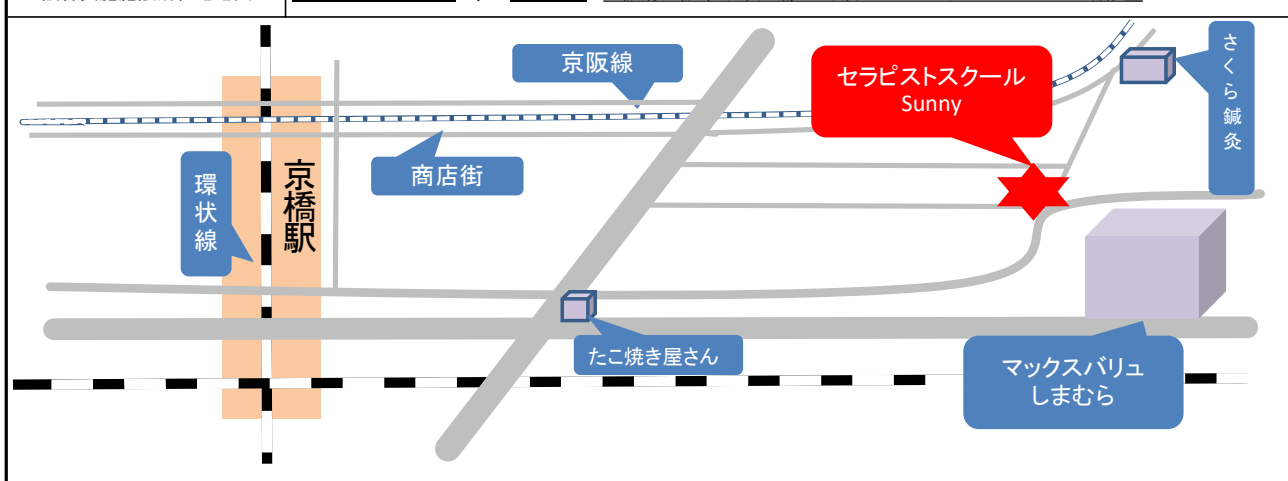 京阪線
セラピストスクール
Sunny
さくら鍼灸
環状線
京橋駅
商店街
たこ焼き屋さん
マックスバリュ
しまむら